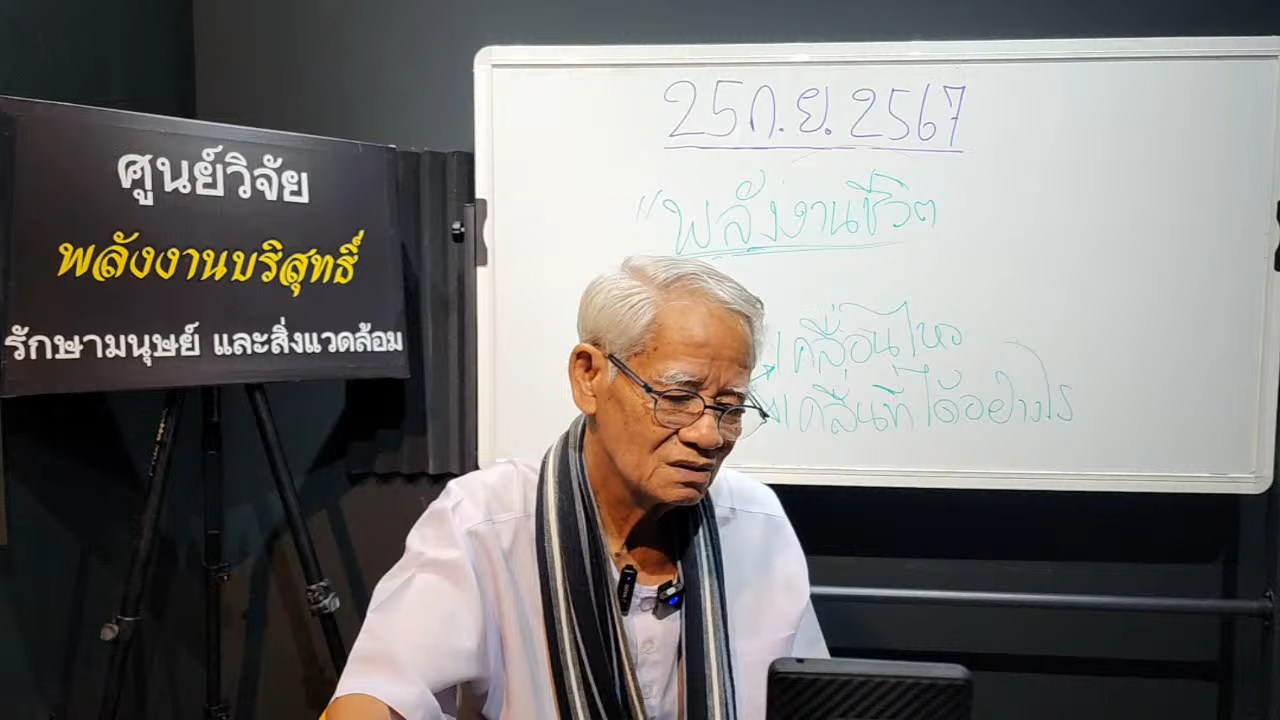 ศูนย์วิจัย
พลังงานบริสุทธิ์
รักษามนุษย์ และสิ่งแวดล้อม
25 ก.ย. 2567
"พลังงานชีวิต
เคลื่อนไหว
เคลื่อนที่ได้อย่างไร